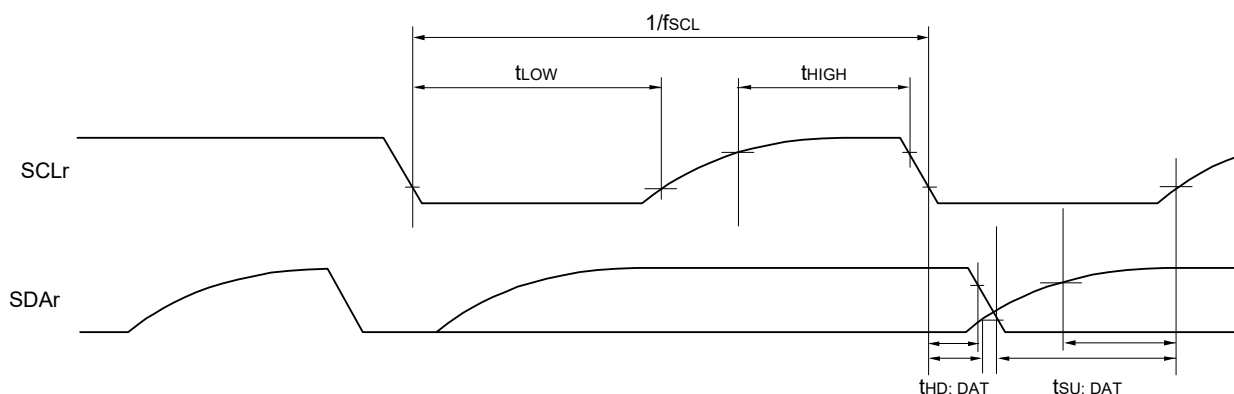 1/fSCL
tLOW
tHIGH
SCLr
SDAr
tHD: DAT
tSU: DAT